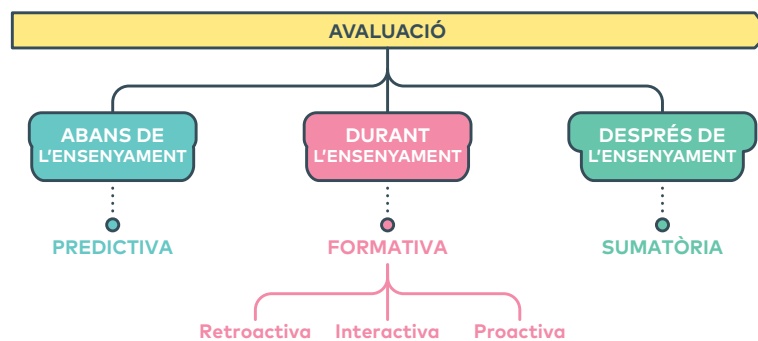 AVALUACIÓ
ABANS DE
L'ENSENYAMENT
DURANT
L'ENSENYAMENT
DESPRÉS DE
L'ENSENYAMENT
PREDICTIVA
FORMATIVA
SUMATÒRIA
Retroactiva
Interactiva
Proactiva